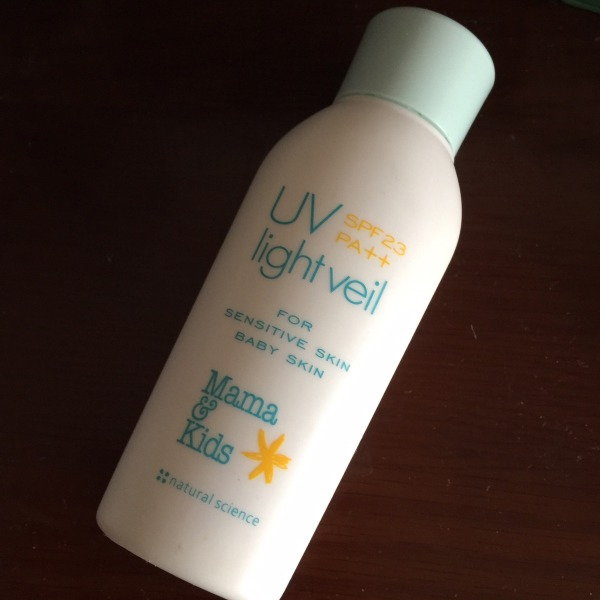 UV SPF23
PA++
light veil
FOR
SENSITIVE SKIN
BABY SKIN
Mama
&
Kids
natural science